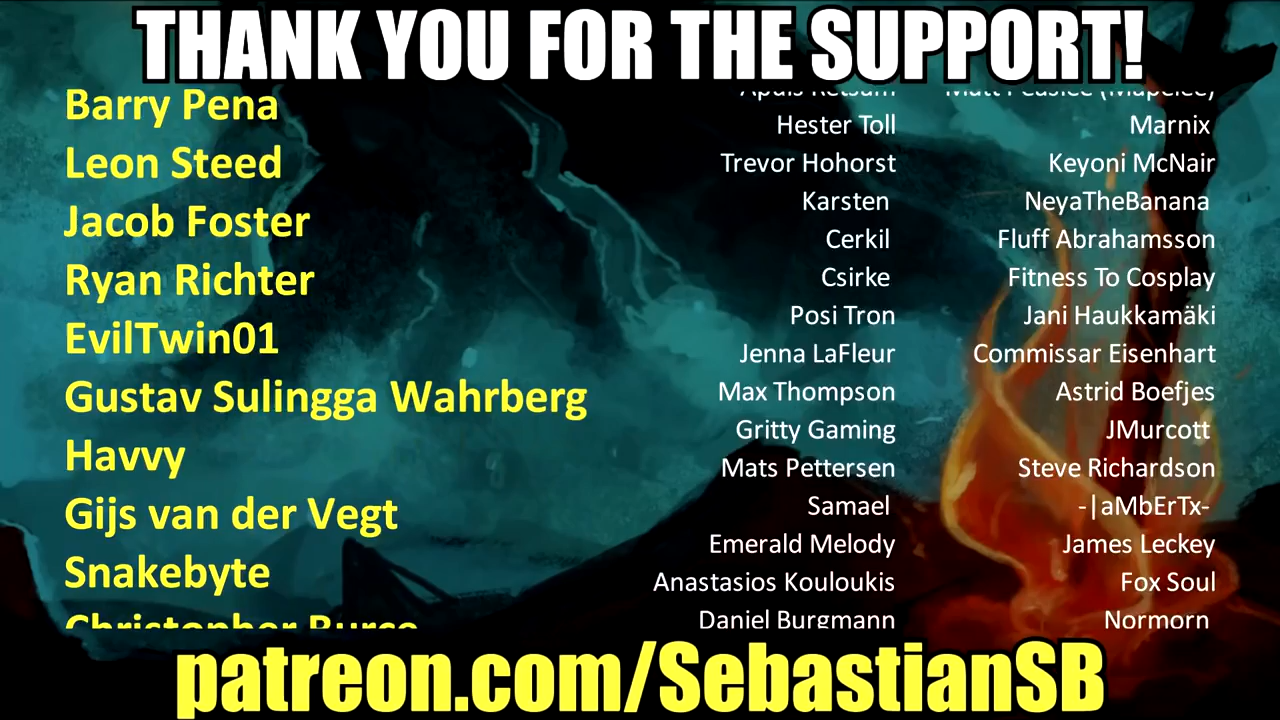 THANK YOU FOR THE SUPPORT!
Barry Pena
Leon Steed
Jacob Foster
Ryan Richter
EvilTwin01
Gustav Sulingga Wahrberg
Havvy
Gijs van der Vegt
Snakebyte
Christopher
Hester Toll
Trevor Hohorst
Karsten
Cerkil
Csirke
Posi Tron
Jenna LaFleur
Max Thompson
Gritty Gaming
Mats Pettersen
Samael
Emerald Melody
Anastasios Kouloukis
Daniel Burgmann
Marnix
Keyoni McNair
NeyaTheBanana
Fluff Abrahamsson
Fitness To Cosplay
Jani Haukkamäki
Commissar Eisenhart
Astrid Boefjes
JMurcott
Steve Richardson
-|aMbErTx-
James Leckey
Fox Soul
Normorn
patreon.com/SebastianSB